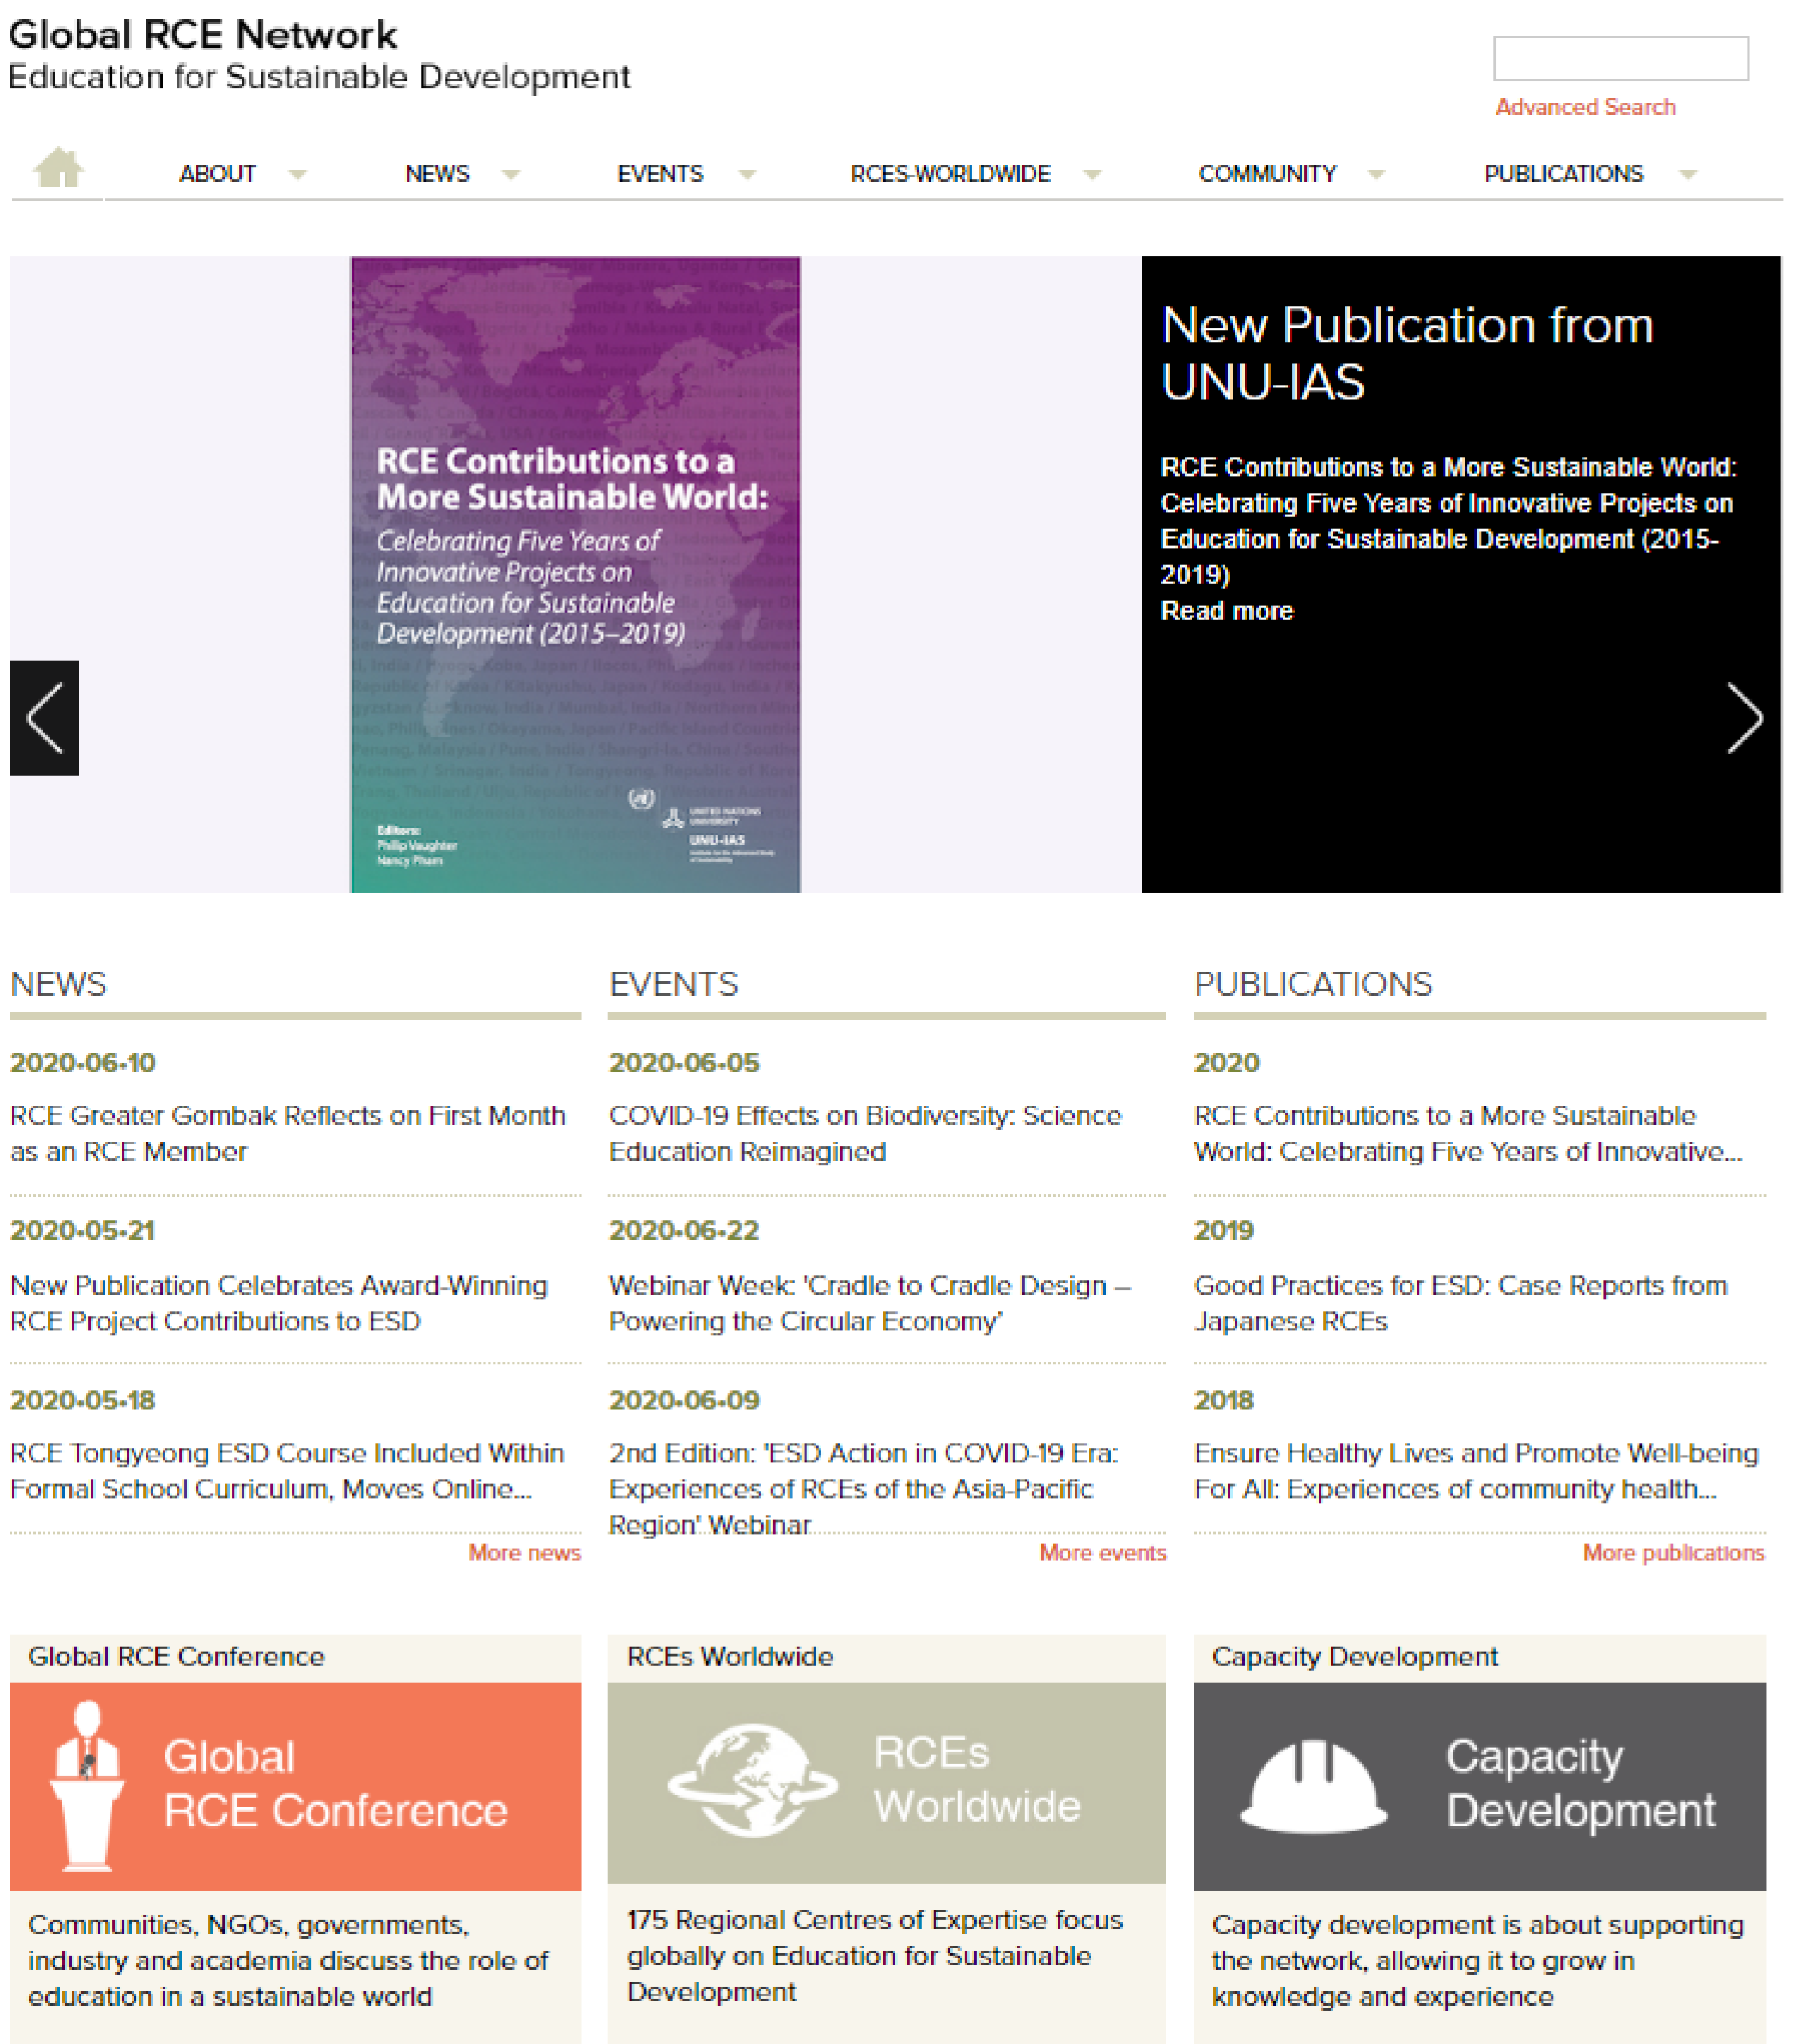 Global RCE Network
Education for Sustainable Development
Advanced Search
ABOUT
NEWS
EVENTS
RCES-WORLDWIDE
COMMUNITY
PUBLICATIONS
RCE Contributions to a
More Sustainable World:
Celebrating Five Years of
Innovative Projects on
Education for Sustainable
Development (2015–2019)
Editors:
Philip Vaughter
Nancy Pham
UNITED NATIONS
UNIVERSITY
UNU-IAS
New Publication from
UNU-IAS
RCE Contributions to a More Sustainable World:
Celebrating Five Years of Innovative Projects on
Education for Sustainable Development (2015-
2019)
Read more
NEWS
2020-06-10
RCE Greater Gombak Reflects on First Month
as an RCE Member
2020-05-21
New Publication Celebrates Award-Winning
RCE Project Contributions to ESD
2020-05-18
RCE Tongyeong ESD Course Included Within
Formal School Curriculum, Moves Online...
More news
EVENTS
2020-06-05
COVID-19 Effects on Biodiversity: Science
Education Reimagined
2020-06-22
Webinar Week: 'Cradle to Cradle Design –
Powering the Circular Economy'
2020-06-09
2nd Edition: 'ESD Action in COVID-19 Era:
Experiences of RCEs of the Asia-Pacific
Region' Webinar
More events
PUBLICATIONS
2020
RCE Contributions to a More Sustainable
World: Celebrating Five Years of Innovative...
2019
Good Practices for ESD: Case Reports from
Japanese RCEs
2018
Ensure Healthy Lives and Promote Well-being
For All: Experiences of community health...
More publications
Global RCE Conference
Global
RCE Conference
Communities, NGOs, governments,
industry and academia discuss the role of
education in a sustainable world
RCEs Worldwide
RCEs
Worldwide
175 Regional Centres of Expertise focus
globally on Education for Sustainable
Development
Capacity Development
Capacity
Development
Capacity development is about supporting
the network, allowing it to grow in
knowledge and experience